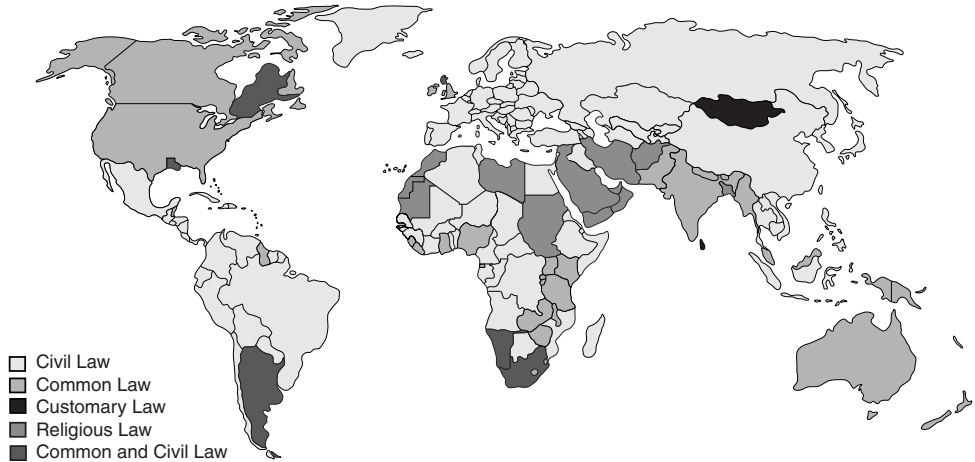 Civil Law
Common Law
Customary Law
Religious Law
Common and Civil Law